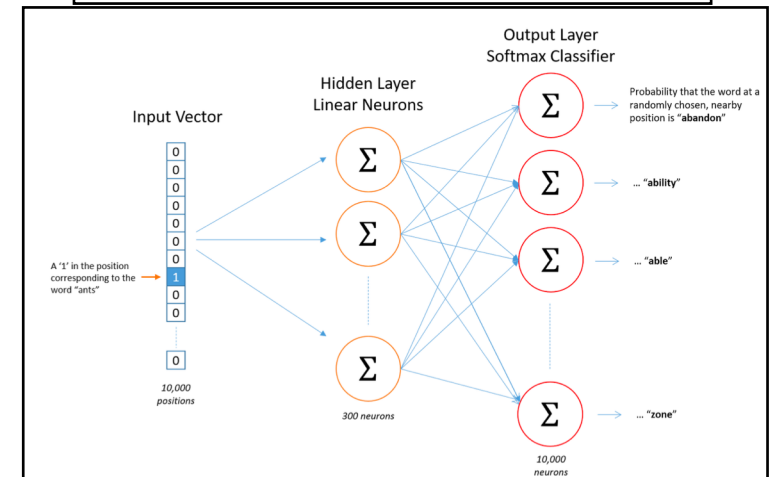 Output Layer
Softmax Classifier
Hidden Layer
Linear Neurons
Input Vector
0
0
0
0
0
0
0
1
0
0
0
A ‘1’ in the position
corresponding to the
word “ants”
10,000
positions
Σ
Σ
Σ
300 neurons
Σ
Σ
Σ
Σ
10,000
neurons
Probability that the word at a
randomly chosen, nearby
position is “abandon”
... “ability”
... “able”
... “zone”